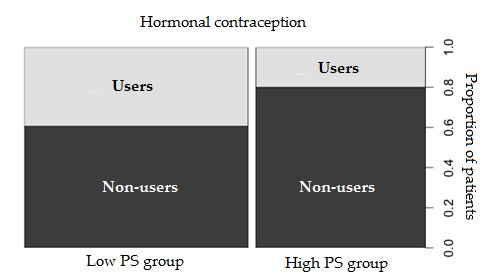 Hormonal contraception
Users
Users
Non-users
Non-users
Low PS group
High PS group
0.0
0.2
0.4
0.6
0.8
1.0
Proportion of patients